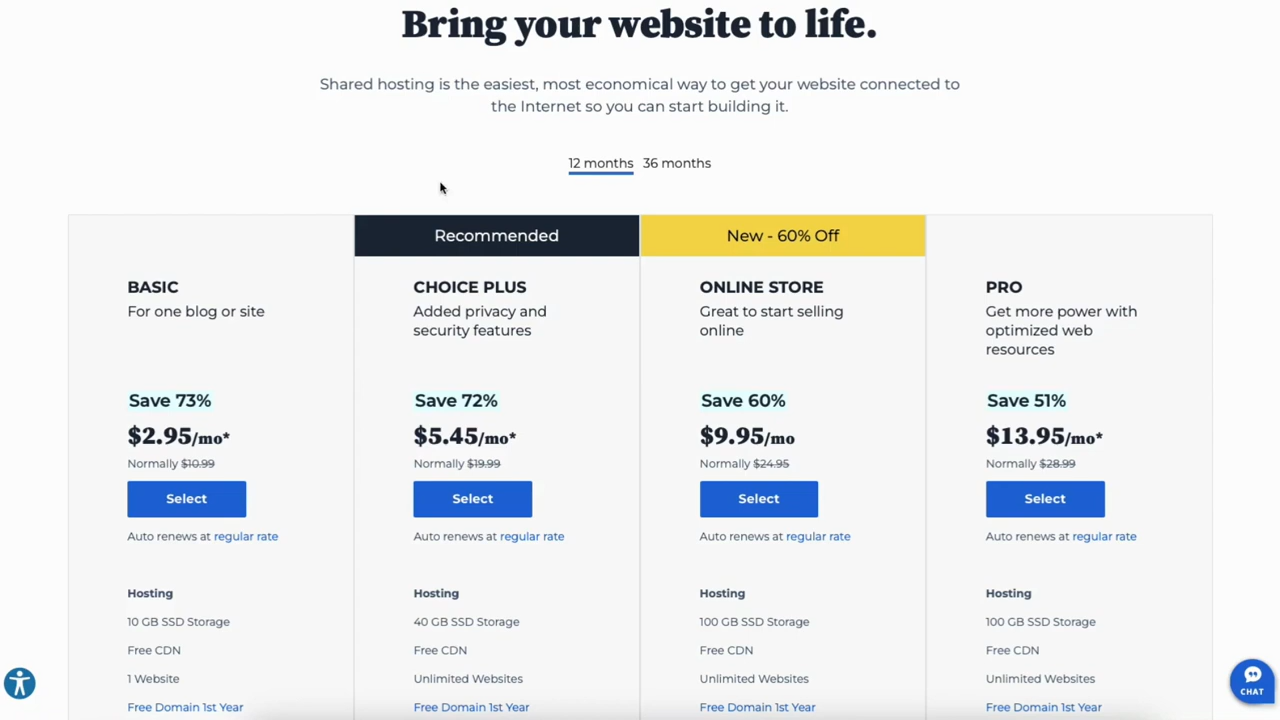 Bring your website to life.
Shared hosting is the easiest, most economical way to get your website connected to
the Internet so you can start building it.
12 months 36 months
Recommended
New - 60% Off
BASIC
For one blog or site
Save 73%
$2.95/mo*
Normally $10.99
Select
Auto renews at regular rate
Hosting
10 GB SSD Storage
Free CDN
1 Website
Free Domain 1st Year
CHOICE PLUS
Added privacy and
security features
Save 72%
$5.45/mo*
Normally $19.99
Select
Auto renews at regular rate
Hosting
40 GB SSD Storage
Free CDN
Unlimited Websites
Free Domain 1st Year
ONLINE STORE
Great to start selling
online
Save 60%
$9.95/mo
Normally $24.95
Select
Auto renews at regular rate
Hosting
100 GB SSD Storage
Free CDN
Unlimited Websites
Free Domain 1st Year
PRO
Get more power with
optimized web
resources
Save 51%
$13.95/mo*
Normally $28.99
Select
Auto renews at regular rate
Hosting
100 GB SSD Storage
Free CDN
Unlimited Websites
Free Domain 1st Year
CHAT